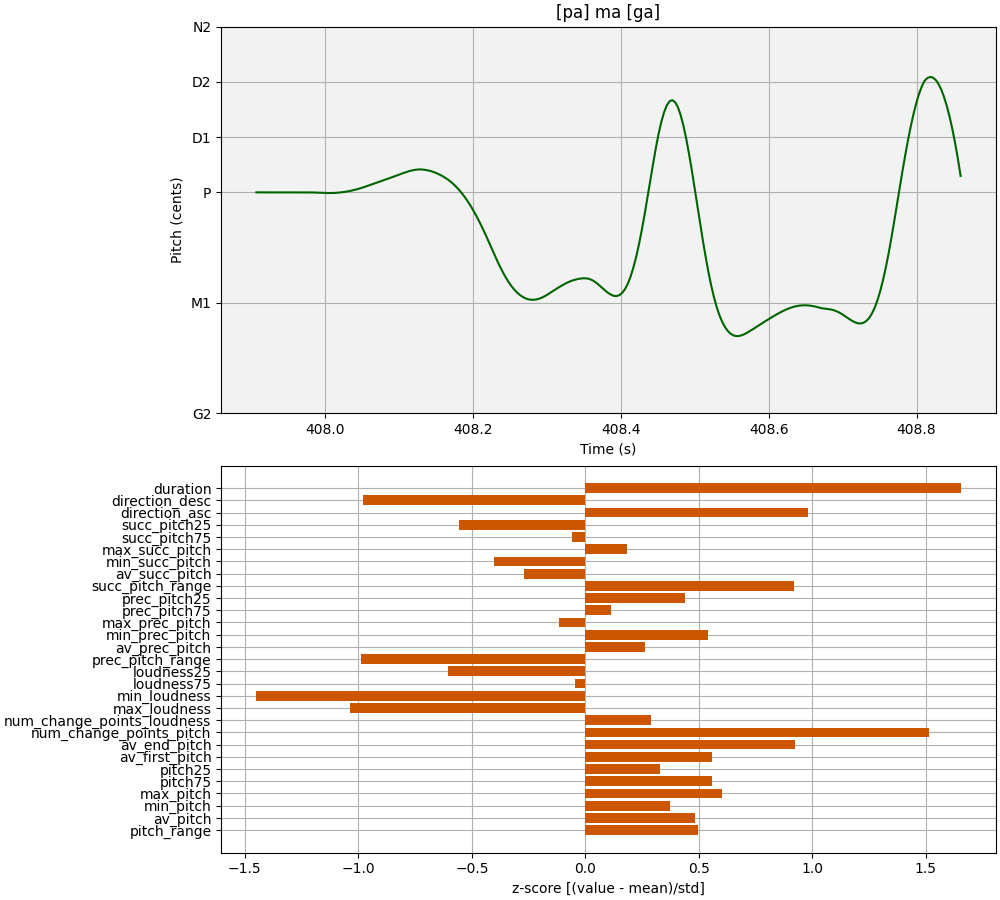 [pa] ma [ga]
N2
D2
D1
P
M1
G2
Pitch (cents)
408.0 408.2 408.4 408.6 408.8
Time (s)
duration
direction_desc
direction_asc
succ_pitch25
succ_pitch75
max_succ_pitch
min_succ_pitch
av_succ_pitch
succ_pitch_range
prec_pitch25
prec_pitch75
max_prec_pitch
min_prec_pitch
av_prec_pitch
prec_pitch_range
loudness25
loudness75
min_loudness
max_loudness
num_change_points_loudness
num_change_points_pitch
av_end_pitch
av_first_pitch
pitch25
pitch75
max_pitch
min_pitch
av_pitch
pitch_range
−1.5 −1.0 −0.5 0.0 0.5 1.0 1.5
z-score [(value - mean)/std]